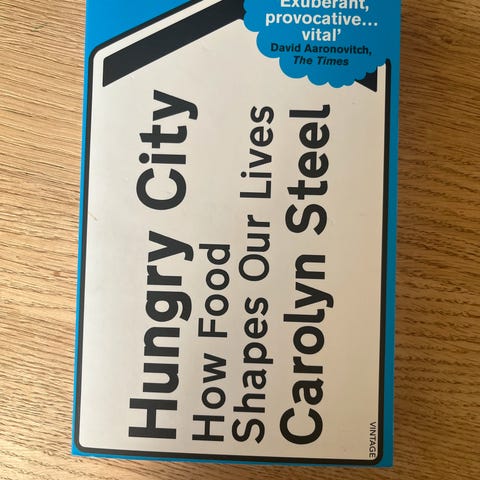 Exuberant,
provocative...
vital’
David Aaronovitch,
The Times
Hungry City
How Food
Shapes Our Lives
Carolyn Steel
VINTAGE